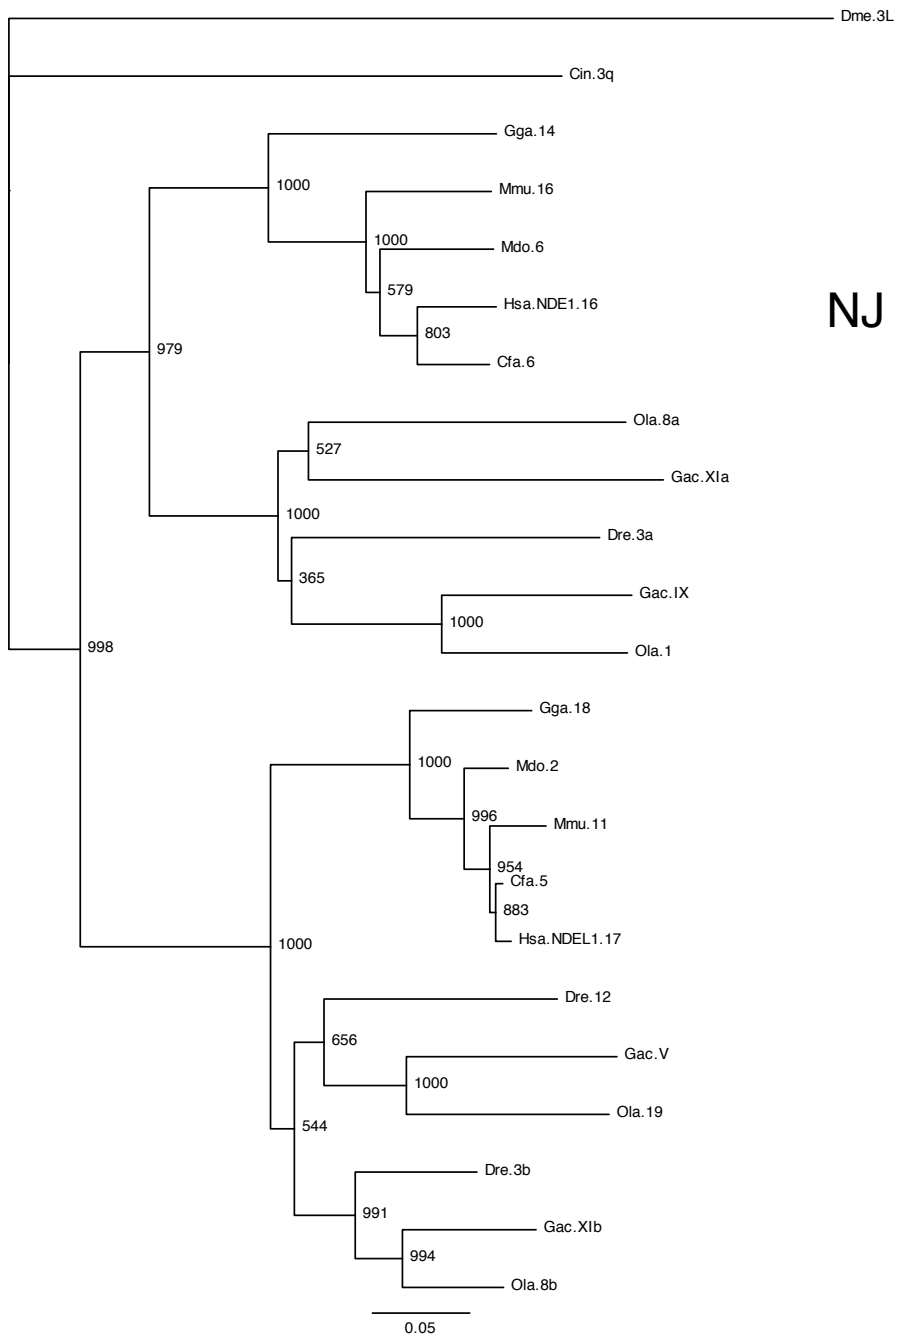 Dme.3L
Cin.3q
Gga.14
1000
Mmu.16
1000
Mdo.6
579
Hsa.NDE1.16
NJ
803
979
Cfa.6
Ola.8a
527
Gac.XIa
1000
Dre.3a
365
Gac.IX
1000
998
Ola.1
Gga.18
1000
Mdo.2
996
Mmu.11
954
Cfa.5
883
Hsa.NDEL1.17
1000
Dre.12
656
Gac.V
1000
Ola.19
544
Dre.3b
991
Gac.XIb
994
Ola.8b
0.05